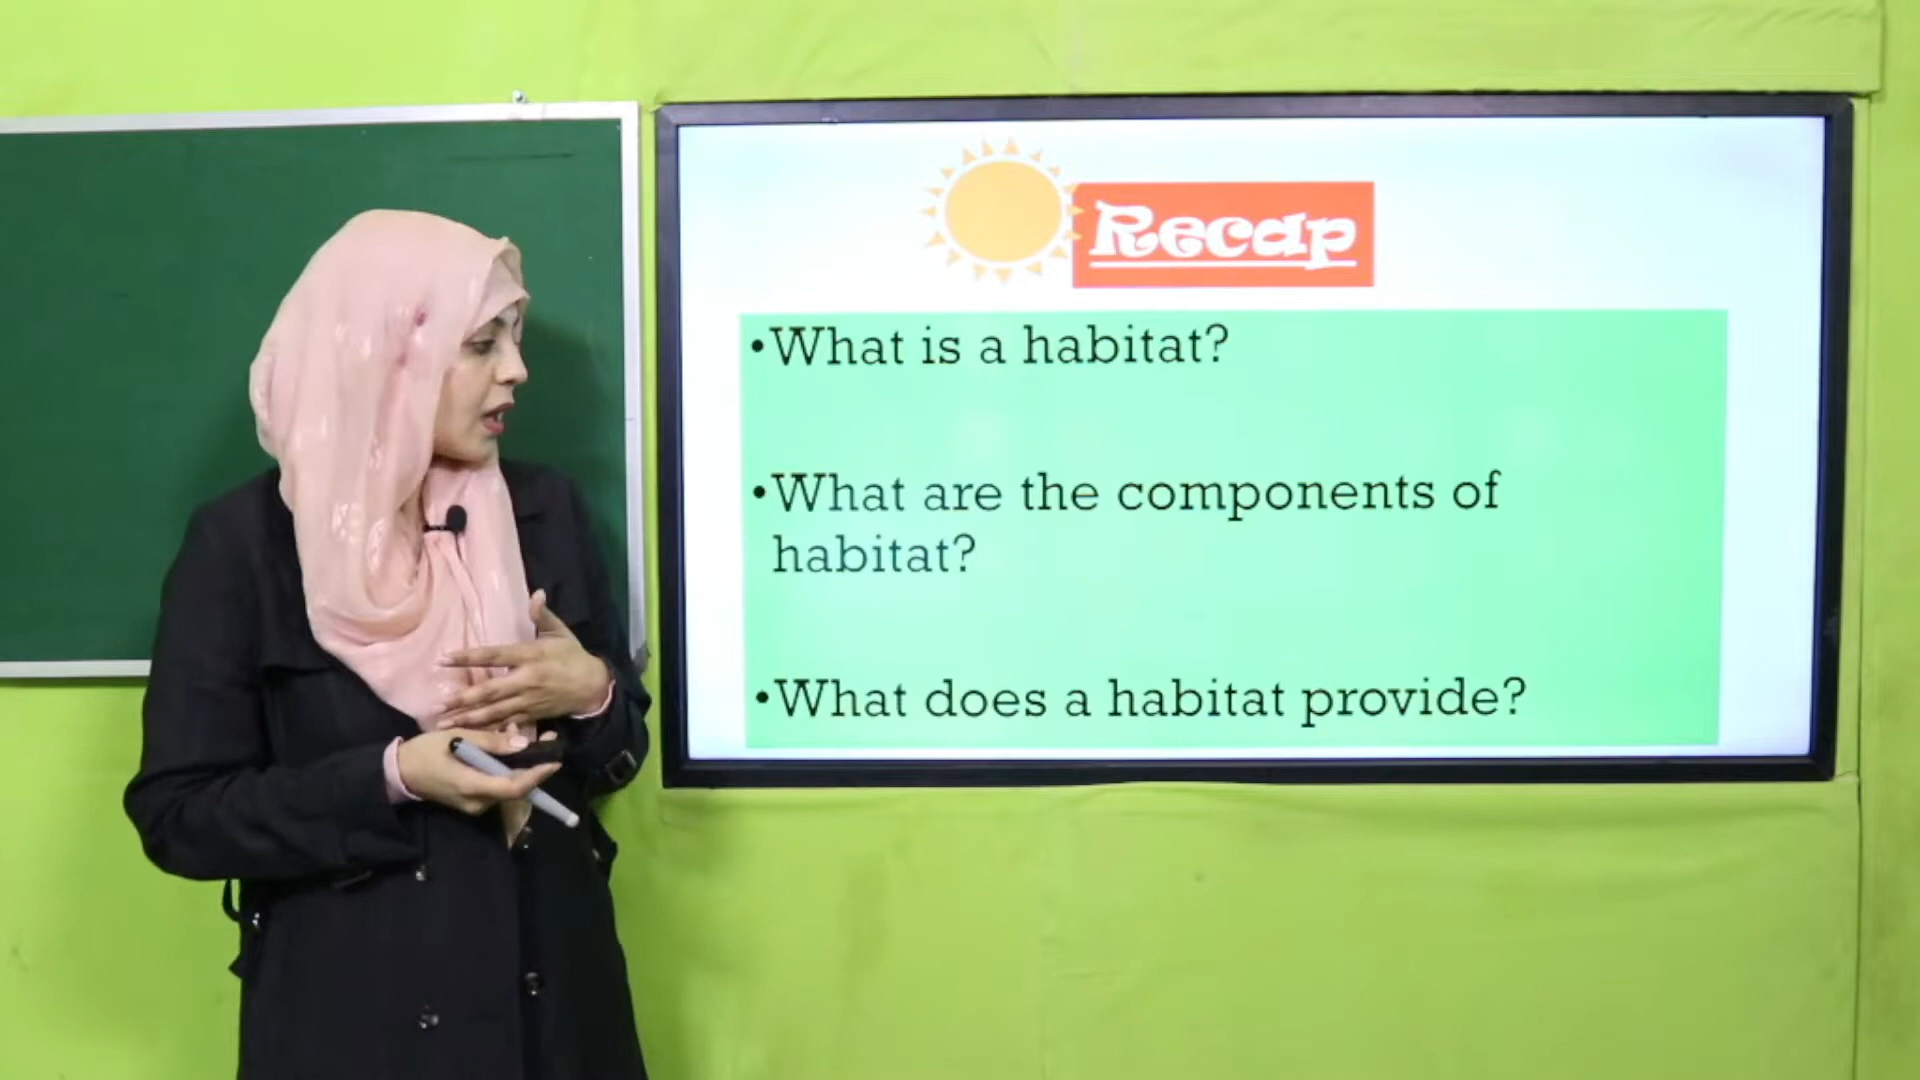 Recap
•What is a habitat?
•What are the components of
habitat?
•What does a habitat provide?